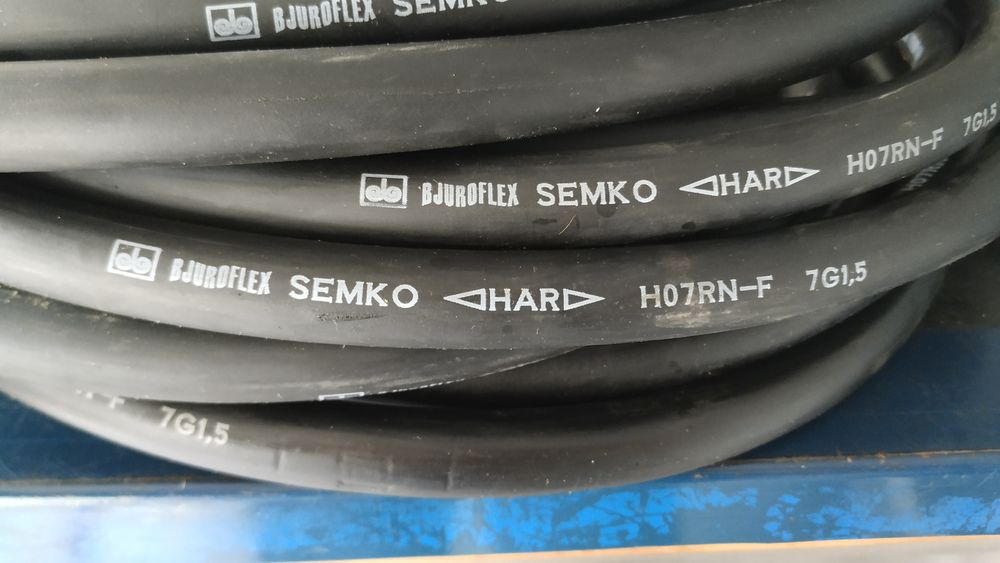 BJUROFLEX SEMKO
BJUROFLEX SEMKO ◁HAR▷ H07RN-F 7G1,5
BJUROFLEX SEMKO ◁HAR▷ H07RN-F 7G1,5
F 7G1,5